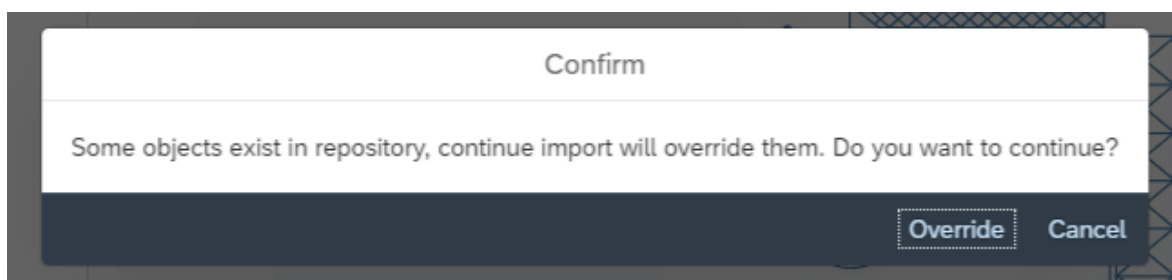 Confirm
Some objects exist in repository, continue import will override them. Do you want to continue?
Override Cancel